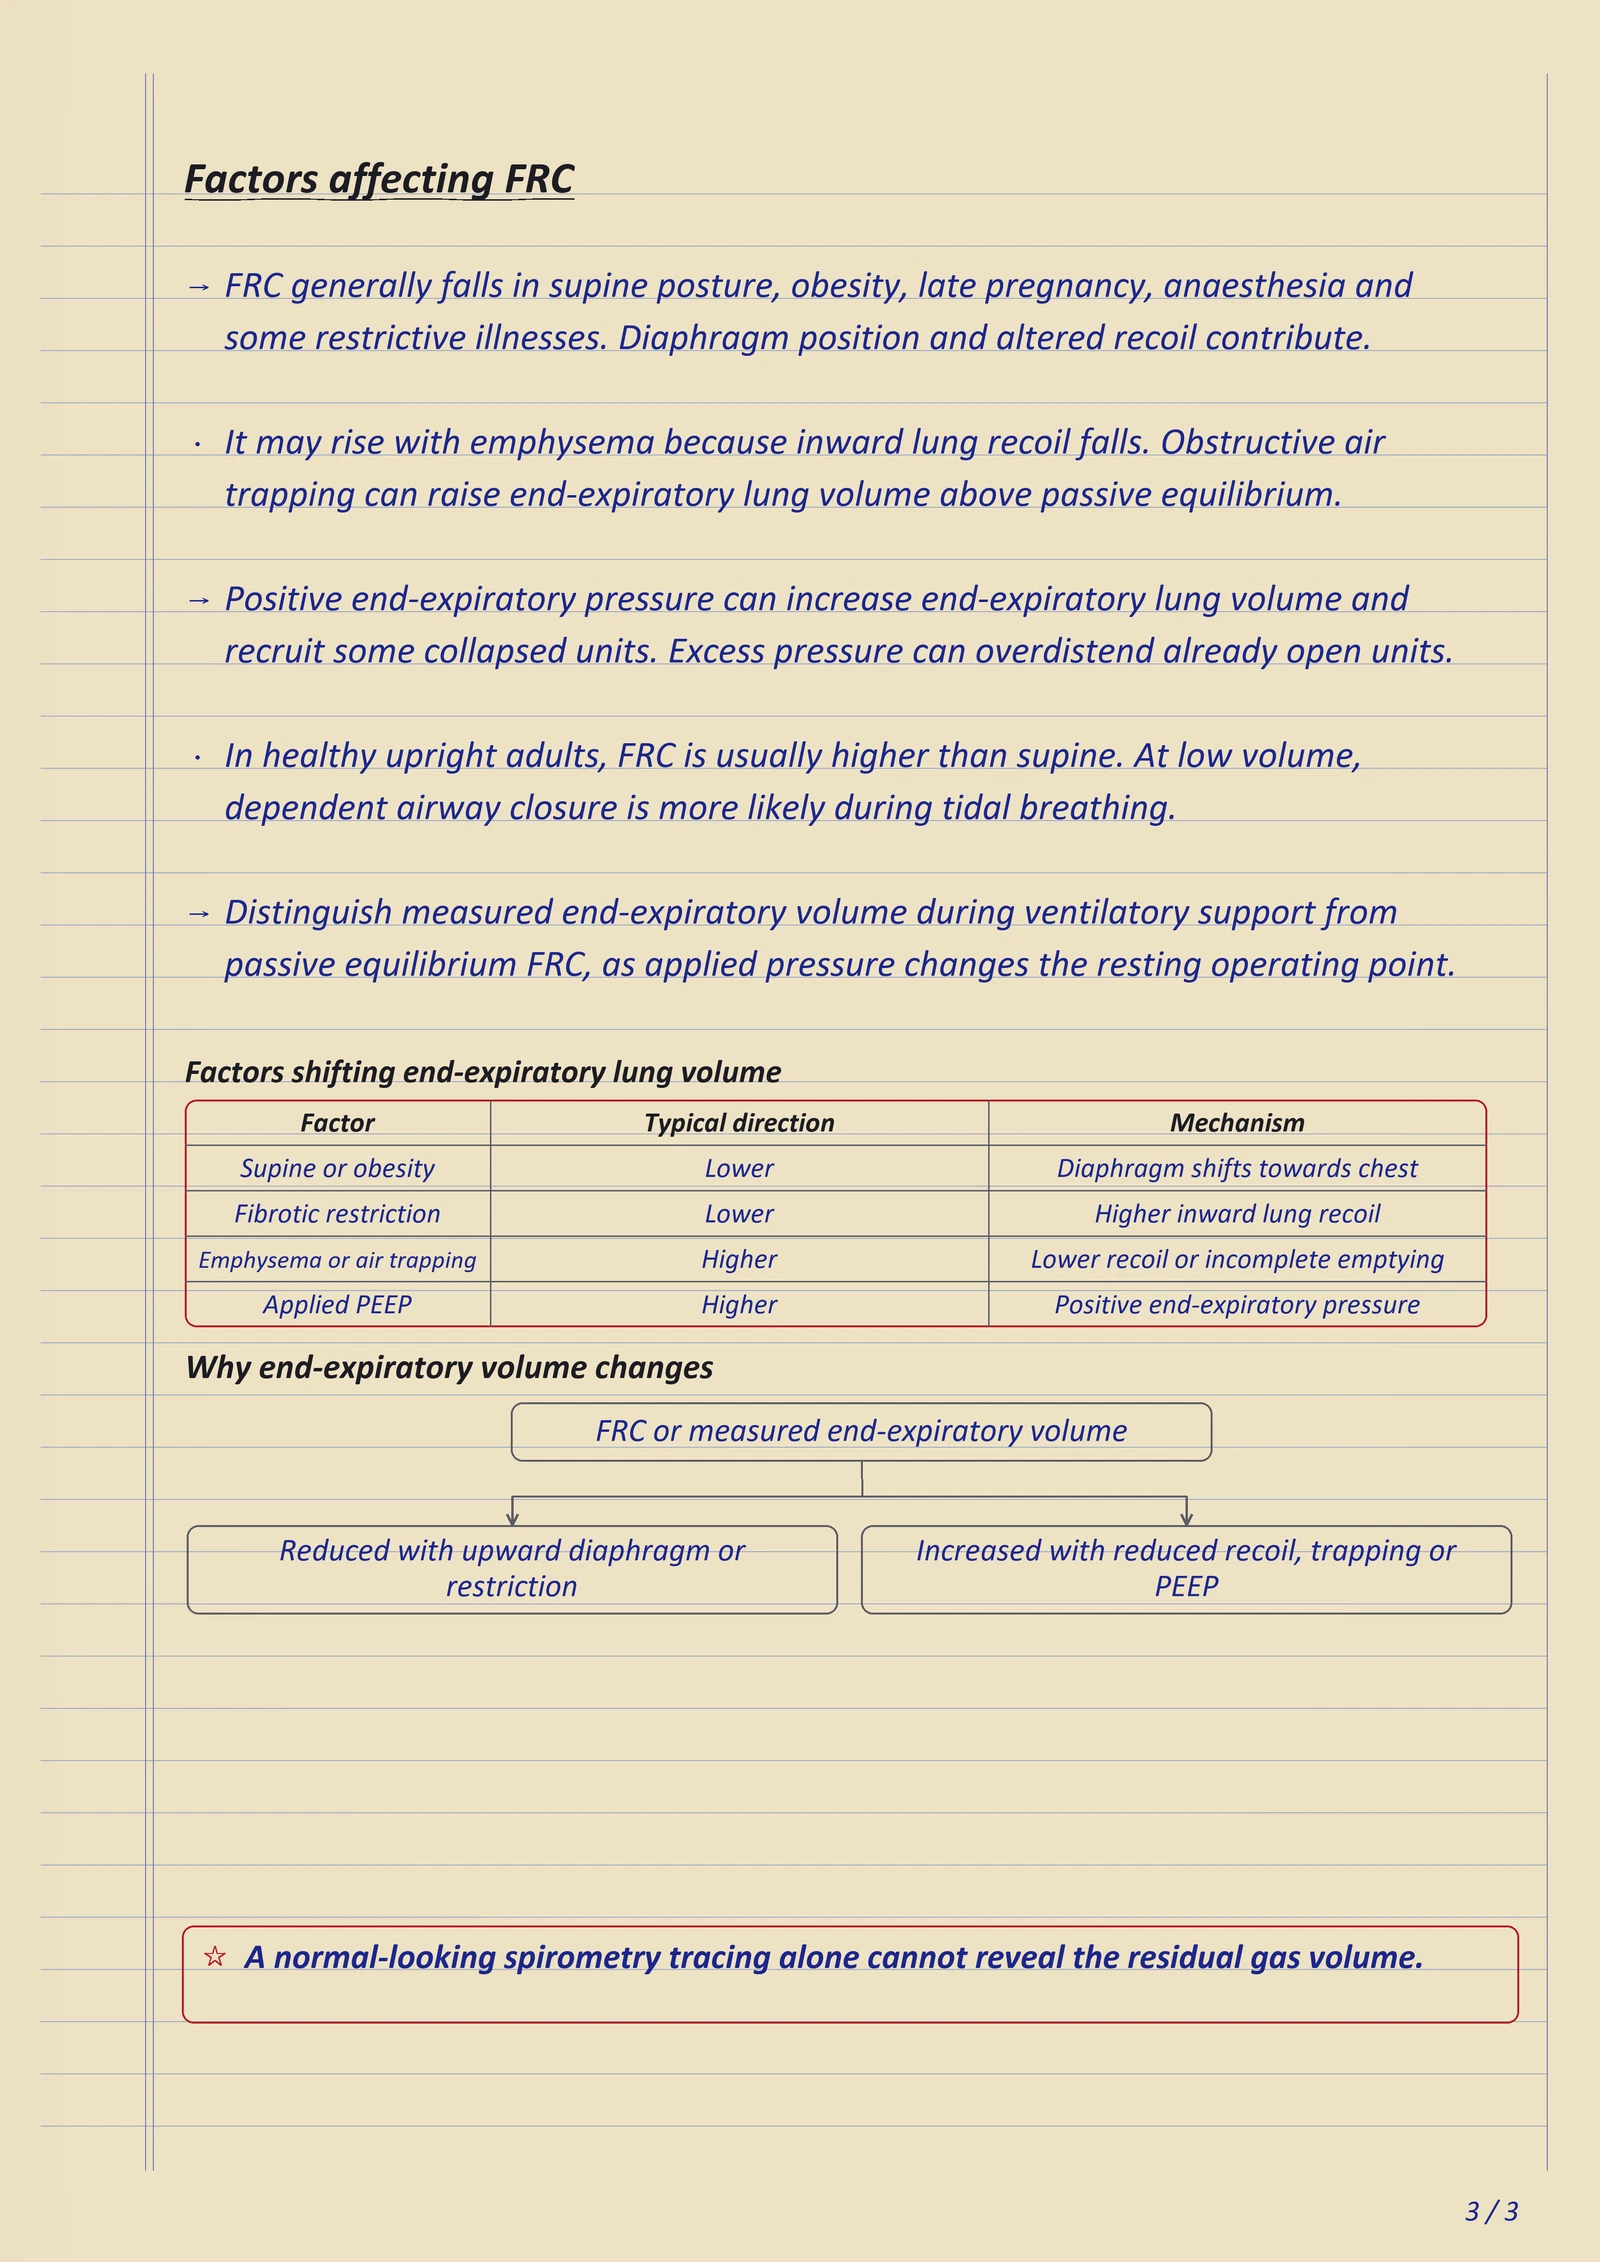 Factors affecting FRC
→ FRC generally falls in supine posture, obesity, late pregnancy, anaesthesia and
some restrictive illnesses. Diaphragm position and altered recoil contribute.
· It may rise with emphysema because inward lung recoil falls. Obstructive air
trapping can raise end-expiratory lung volume above passive equilibrium.
→ Positive end-expiratory pressure can increase end-expiratory lung volume and
recruit some collapsed units. Excess pressure can overdistend already open units.
· In healthy upright adults, FRC is usually higher than supine. At low volume,
dependent airway closure is more likely during tidal breathing.
→ Distinguish measured end-expiratory volume during ventilatory support from
passive equilibrium FRC, as applied pressure changes the resting operating point.
Factors shifting end-expiratory lung volume
Factor Typical direction Mechanism
Supine or obesity Lower Diaphragm shifts towards chest
Fibrotic restriction Lower Higher inward lung recoil
Emphysema or air trapping Higher Lower recoil or incomplete emptying
Applied PEEP Higher Positive end-expiratory pressure
Why end-expiratory volume changes
FRC or measured end-expiratory volume
Reduced with upward diaphragm or
restriction
Increased with reduced recoil, trapping or
PEEP
☆ A normal-looking spirometry tracing alone cannot reveal the residual gas volume.
3 / 3